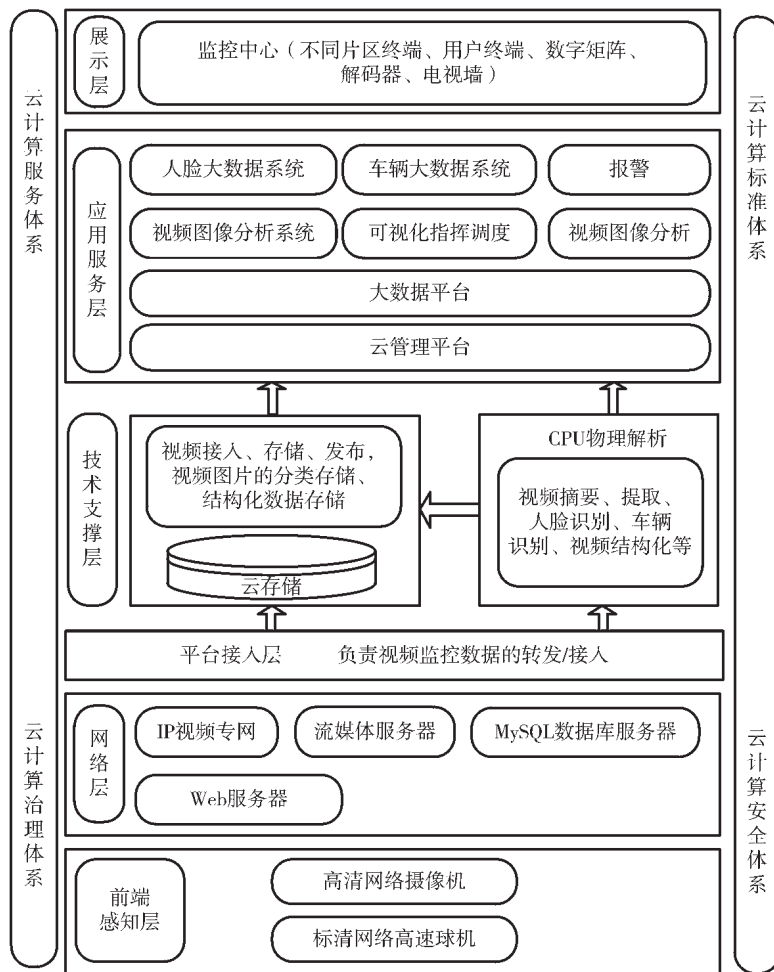 云计算服务体系
云计算治理体系
展示层
监控中心（不同片区终端、用户终端、数字矩阵、
解码器、电视墙）
应用服务层
人脸大数据系统
车辆大数据系统
报警
视频图像分析系统
可视化指挥调度
视频图像分析
大数据平台
云管理平台
技术支撑层
视频接入、存储、发布，
视频图片的分类存储、
结构化数据存储
云存储
CPU物理解析
视频摘要、提取、
人脸识别、车辆
识别、视频结构化等
平台接入层 负责视频监控数据的转发/接入
网络层
IP视频专网
流媒体服务器
MySQL数据库服务器
Web服务器
前端
感知层
高清网络摄像机
标清网络高速球机
云计算标准体系
云计算安全体系